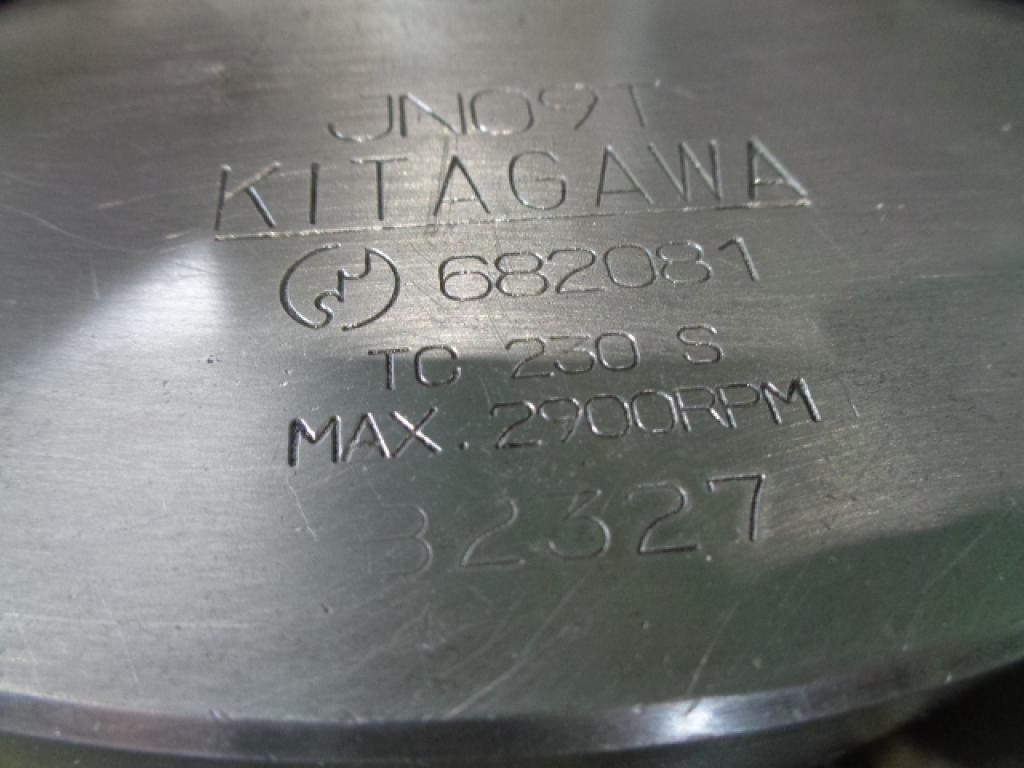 JN09T
KITAGAWA
682081
TC 230 S
MAX. 2900RPM
32327